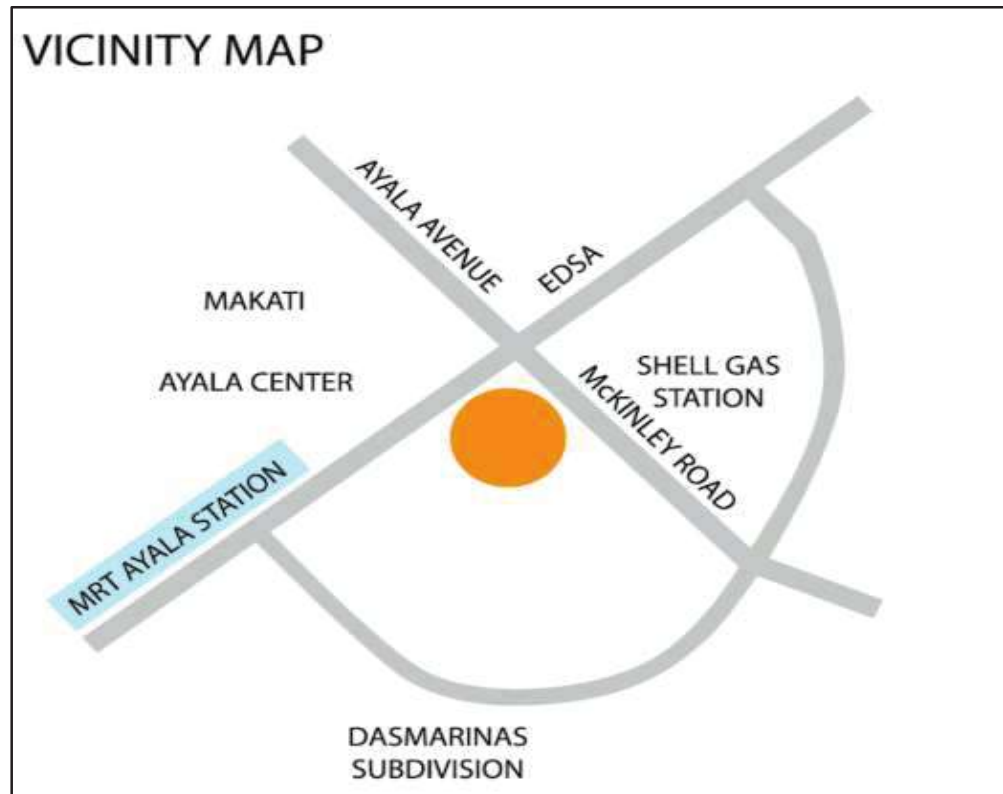 VICINITY MAP
AYALA AVENUE
EDSA
MAKATI
AYALA CENTER
SHELL GAS
STATION
McKINLEY ROAD
MRT AYALA STATION
DASMARINAS
SUBDIVISION